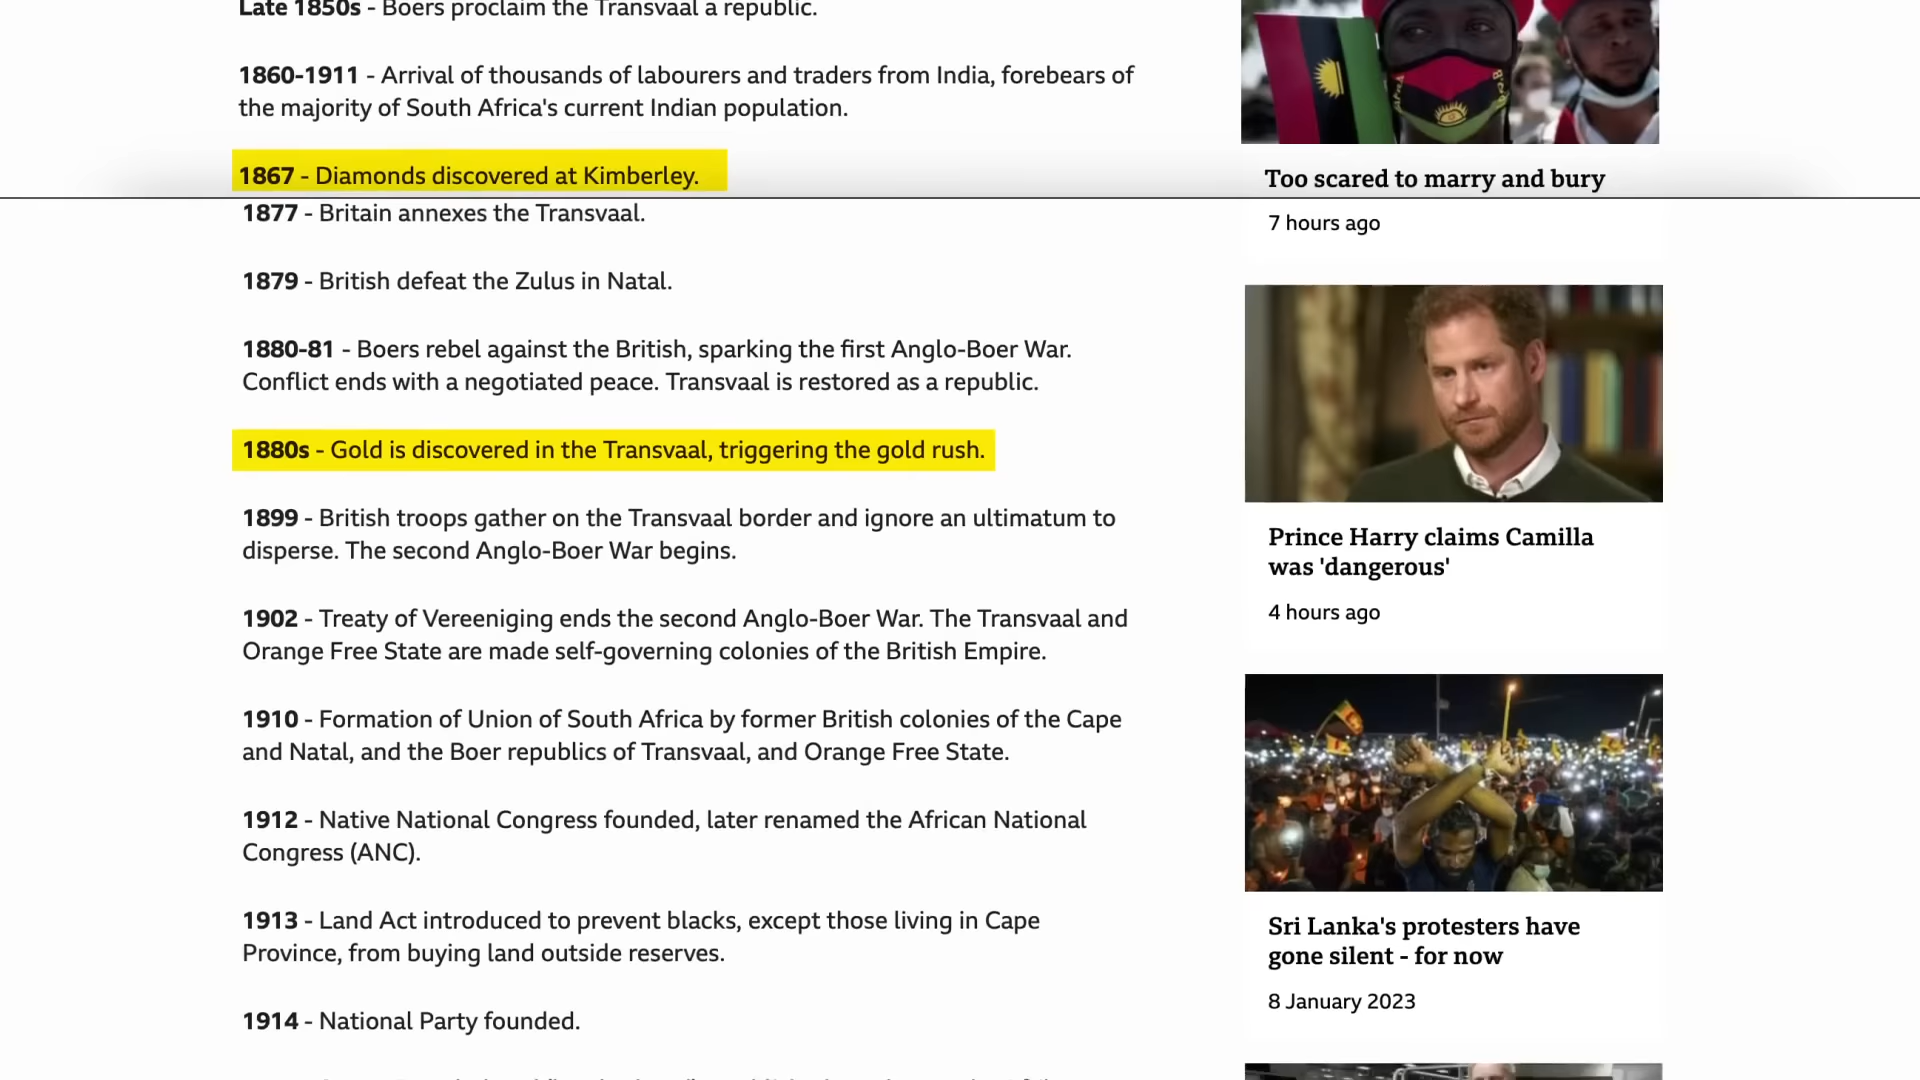 Late 1850s - Boers proclaim the Transvaal a republic.
1860-1911 - Arrival of thousands of labourers and traders from India, forebears of
the majority of South Africa's current Indian population.
1867 - Diamonds discovered at Kimberley.
1877 - Britain annexes the Transvaal.
1879 - British defeat the Zulus in Natal.
1880-81 - Boers rebel against the British, sparking the first Anglo-Boer War.
Conflict ends with a negotiated peace. Transvaal is restored as a republic.
1880s - Gold is discovered in the Transvaal, triggering the gold rush.
1899 - British troops gather on the Transvaal border and ignore an ultimatum to
disperse. The second Anglo-Boer War begins.
1902 - Treaty of Vereeniging ends the second Anglo-Boer War. The Transvaal and
Orange Free State are made self-governing colonies of the British Empire.
1910 - Formation of Union of South Africa by former British colonies of the Cape
and Natal, and the Boer republics of Transvaal, and Orange Free State.
1912 - Native National Congress founded, later renamed the African National
Congress (ANC).
1913 - Land Act introduced to prevent blacks, except those living in Cape
Province, from buying land outside reserves.
1914 - National Party founded.
Too scared to marry and bury
7 hours ago
Prince Harry claims Camilla
was 'dangerous'
4 hours ago
Sri Lanka's protesters have
gone silent - for now
8 January 2023